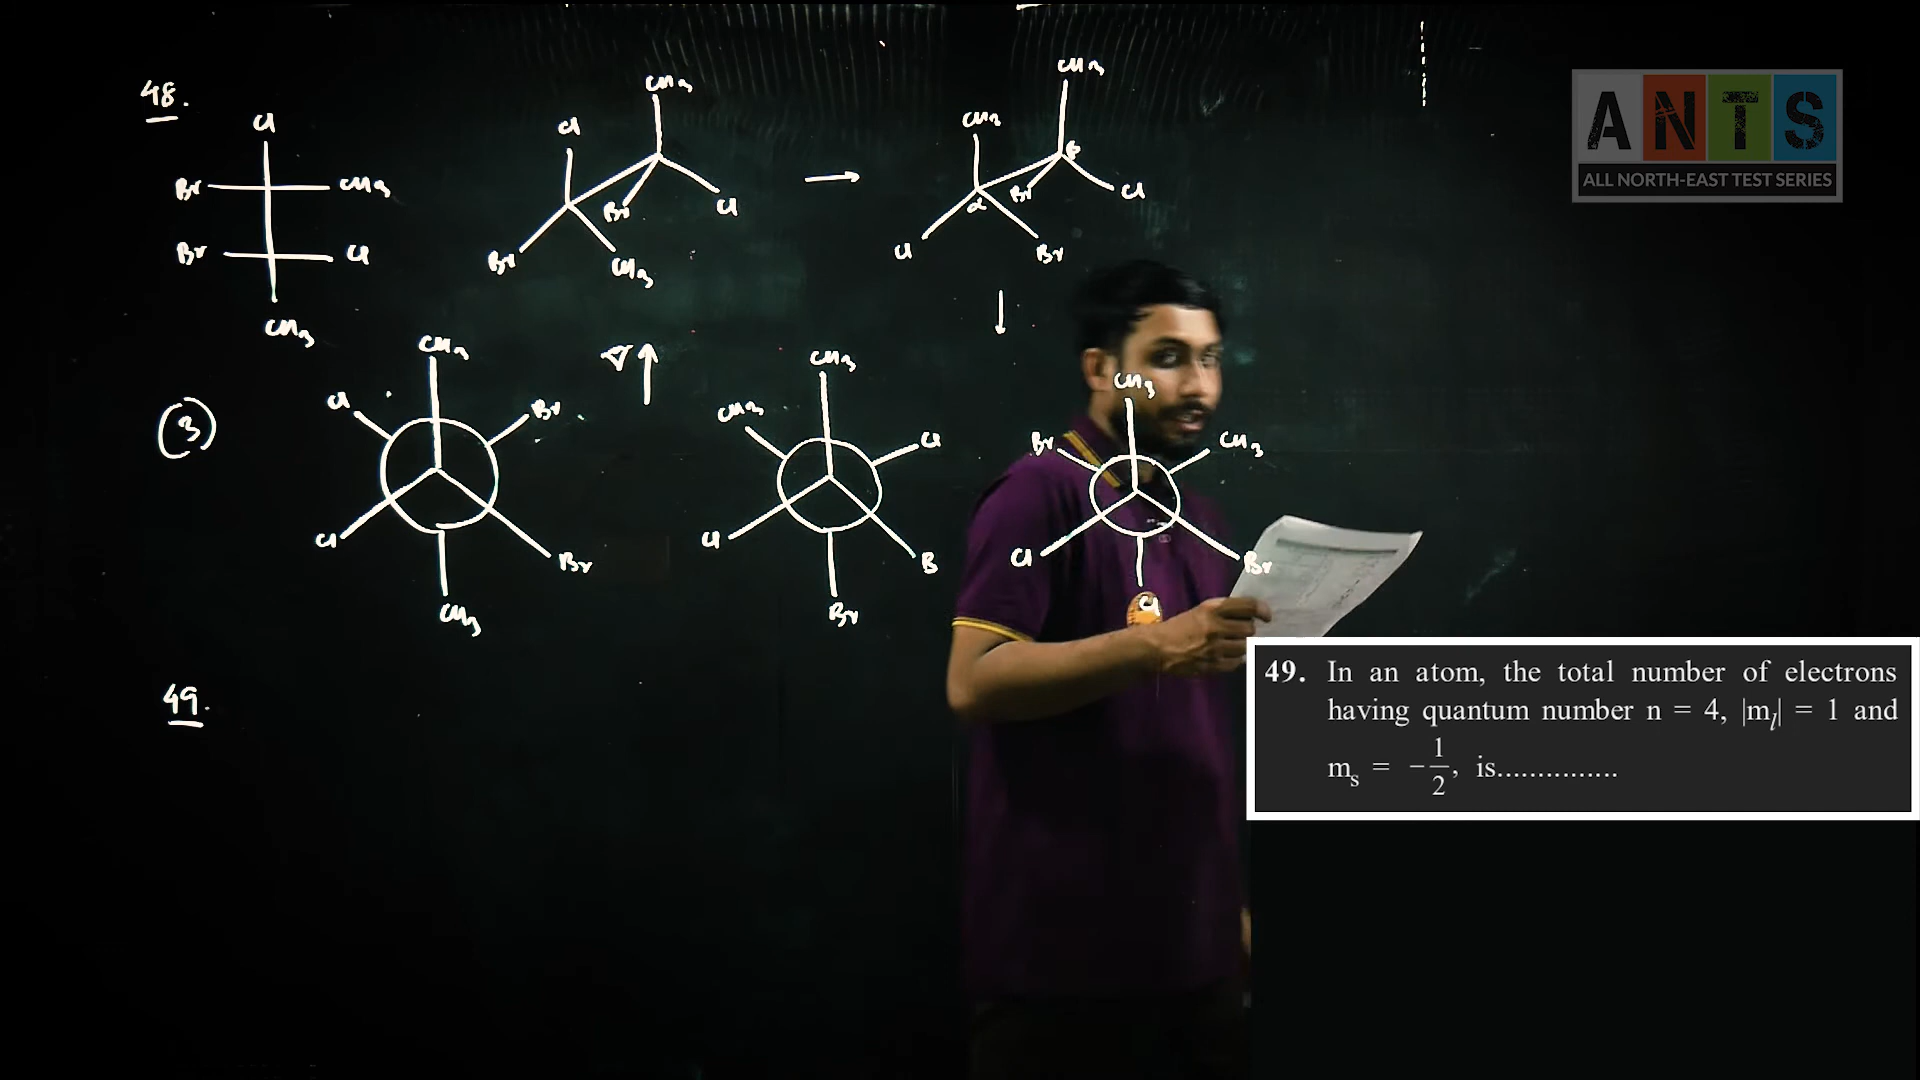 48.
Cl
Br CH3
Br Cl
CH3
CH3
Cl
Br Cl
Br CH3
CH3
CH3
β
Br Cl
α
Cl Br
(3)
CH3
Cl Br
Cl Br
CH3
CH3
CH3 Cl
Cl B
Br
CH3
Br CH3
Cl Br
Cl
49.
ANTS
ALL NORTH-EAST TEST SERIES
49. In an atom, the total number of electrons
having quantum number n = 4, |m_l| = 1 and
m_s = -1/2, is...............